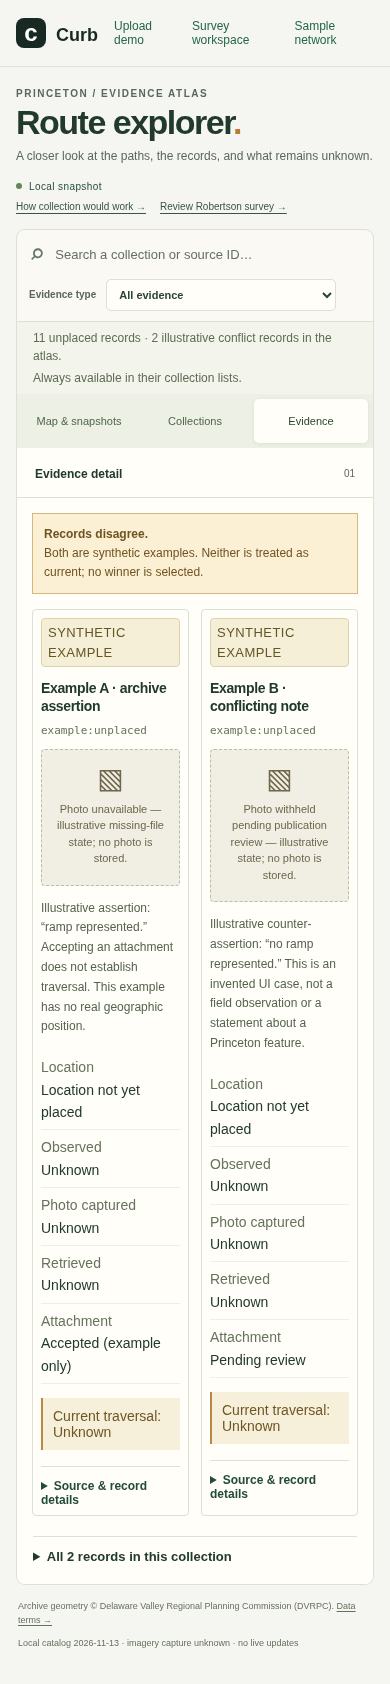 c Curb
Upload demo
Survey workspace
Sample network
PRINCETON / EVIDENCE ATLAS
Route explorer.
A closer look at the paths, the records, and what remains unknown.
Local snapshot
How collection would work → Review Robertson survey →
Search a collection or source ID…
Evidence type All evidence
11 unplaced records · 2 illustrative conflict records in the
atlas.
Always available in their collection lists.
Map & snapshots Collections Evidence
Evidence detail 01
Records disagree.
Both are synthetic examples. Neither is treated as
current; no winner is selected.
SYNTHETIC
EXAMPLE
Example A · archive
assertion
example:unplaced
Photo unavailable —
illustrative missing-file
state; no photo is
stored.
Illustrative assertion:
“ramp represented.”
Accepting an attachment
does not establish
traversal. This example
has no real geographic
position.
Location
Location not yet
placed
Observed
Unknown
Photo captured
Unknown
Retrieved
Unknown
Attachment
Accepted (example
only)
Current traversal:
Unknown
Source & record
details
SYNTHETIC
EXAMPLE
Example B ·
conflicting note
example:unplaced
Photo withheld
pending publication
review — illustrative
state; no photo is
stored.
Illustrative counter-
assertion: “no ramp
represented.” This is an
invented UI case, not a
field observation or a
statement about a
Princeton feature.
Location
Location not yet
placed
Observed
Unknown
Photo captured
Unknown
Retrieved
Unknown
Attachment
Pending review
Current traversal:
Unknown
Source & record
details
All 2 records in this collection
Archive geometry © Delaware Valley Regional Planning Commission (DVRPC). Data
terms →
Local catalog 2026-11-13 · imagery capture unknown · no live updates